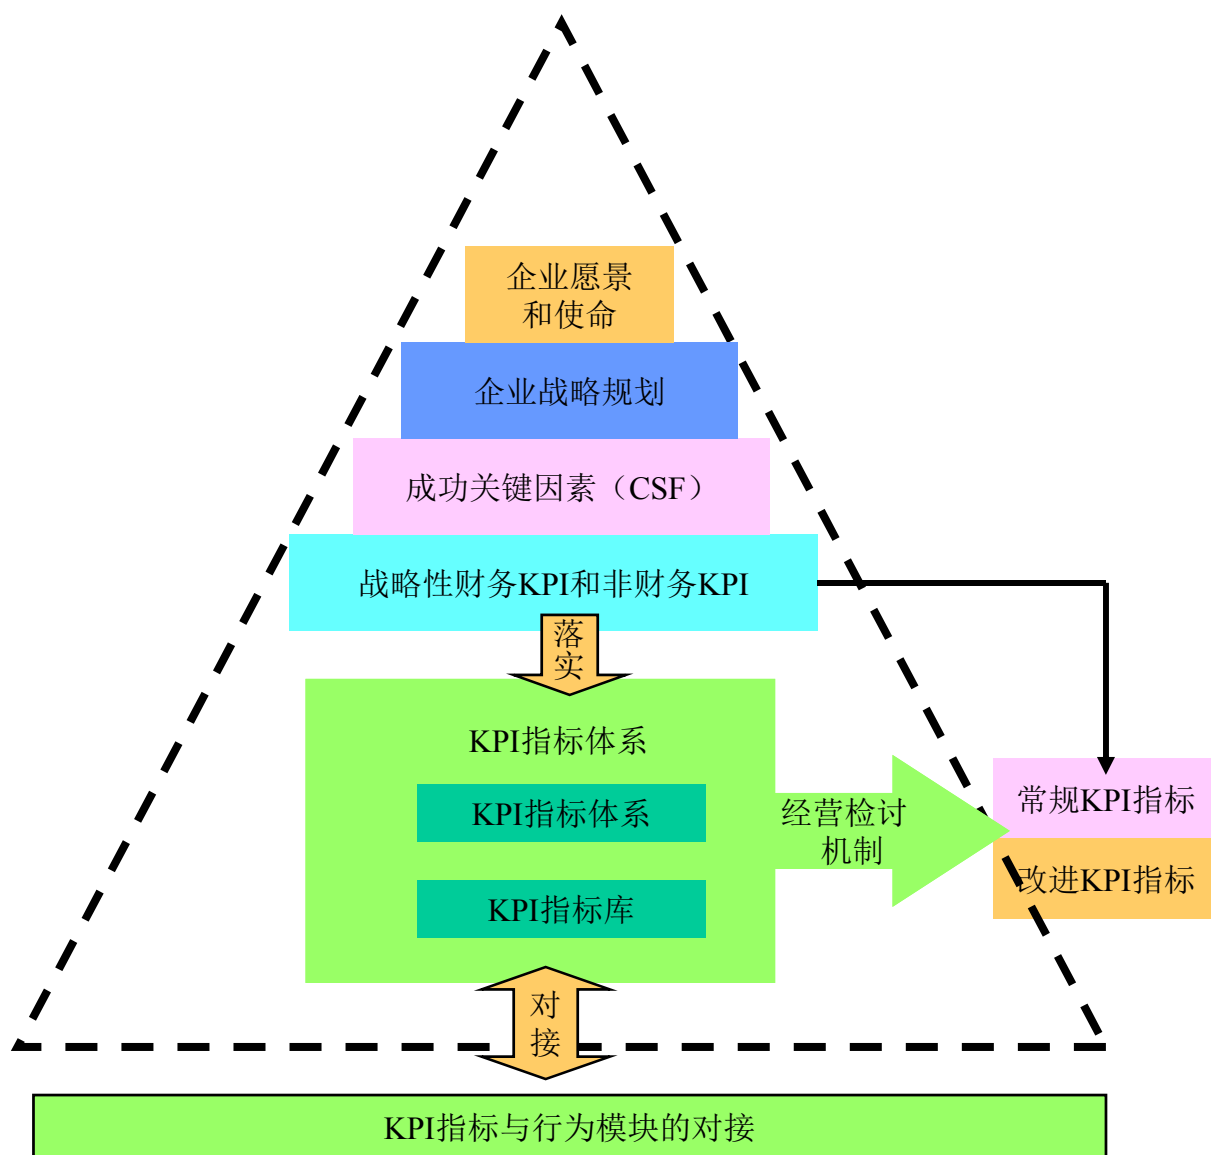 企业愿景
和使命
企业战略规划
成功关键因素（CSF）
战略性财务KPI和非财务KPI
落
实
KPI指标体系
KPI指标体系
KPI指标库
经营检讨
机制
常规KPI指标
改进KPI指标
对
接
KPI指标与行为模块的对接